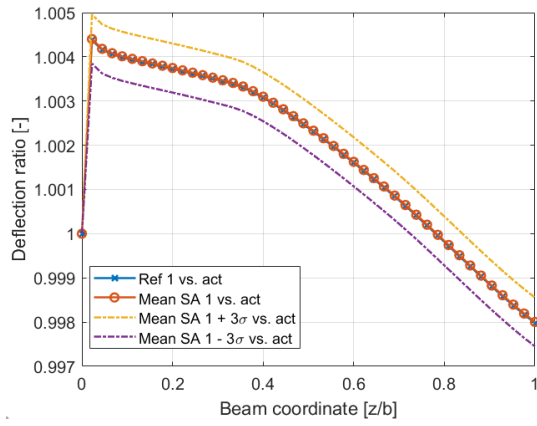 1.005
1.004
1.003
1.002
1.001
1
0.999
0.998
0.997
Deflection ratio [-]
Ref 1 vs. act
Mean SA 1 vs. act
Mean SA 1 + 3σ vs. act
Mean SA 1 - 3σ vs. act
0 0.2 0.4 0.6 0.8 1
Beam coordinate [z/b]